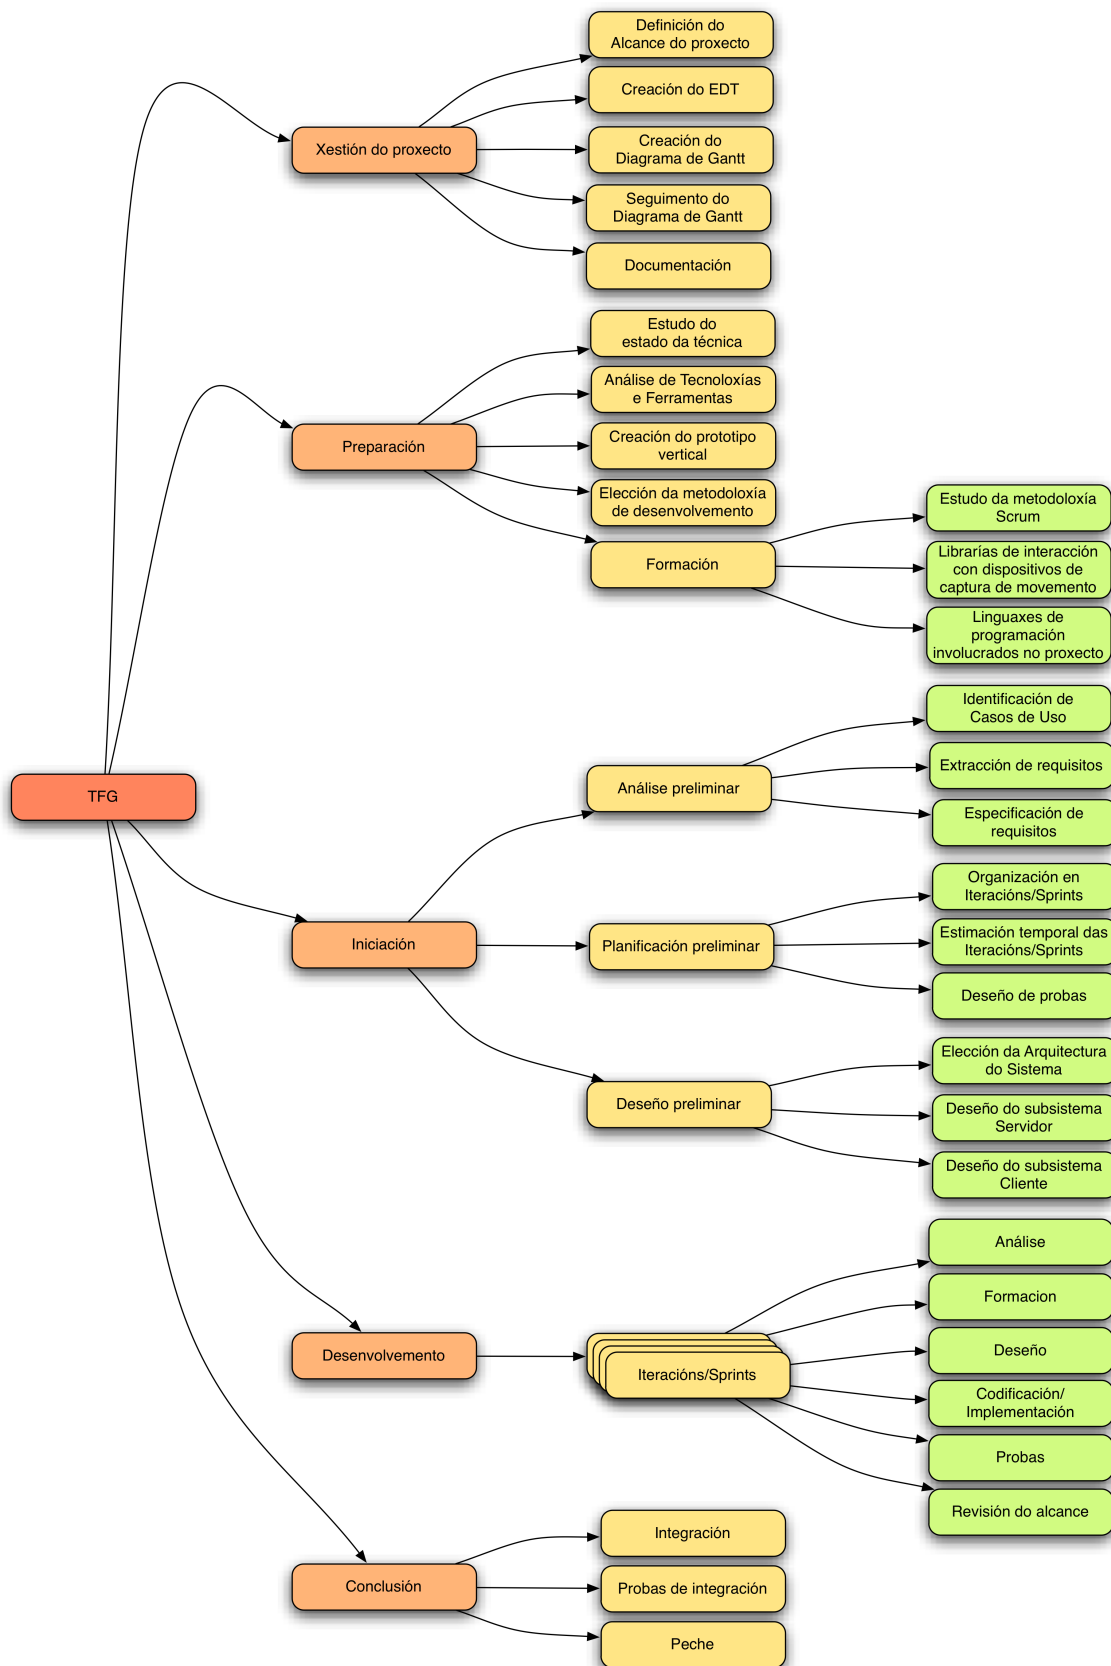 TFG
Xestión do proxecto
Definición do
Alcance do proxecto
Creación do EDT
Creación do
Diagrama de Gantt
Seguimento do
Diagrama de Gantt
Documentación
Preparación
Estudo do
estado da técnica
Análise de Tecnoloxías
e Ferramentas
Creación do prototipo
vertical
Elección da metodoloxía
de desenvolvemento
Formación
Estudo da metodoloxía
Scrum
Librarías de interacción
con dispositivos de
captura de movemento
Linguaxes de
programación
involucrados no proxecto
Iniciación
Análise preliminar
Identificación de
Casos de Uso
Extracción de requisitos
Especificación de
requisitos
Planificación preliminar
Organización en
Iteracións/Sprints
Estimación temporal das
Iteracións/Sprints
Deseño de probas
Deseño preliminar
Elección da Arquitectura
do Sistema
Deseño do subsistema
Servidor
Deseño do subsistema
Cliente
Desenvolvemento
Iteracións/Sprints
Análise
Formacion
Deseño
Codificación/
Implementación
Probas
Revisión do alcance
Conclusión
Integración
Probas de integración
Peche